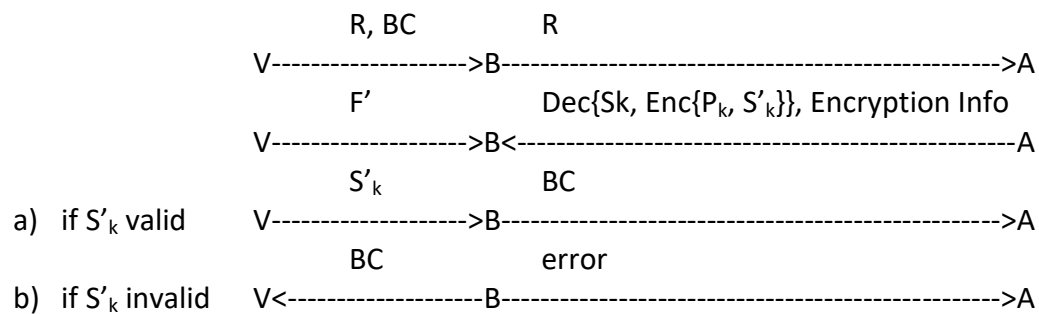 R, BC R
V-------------------->B---------------------------------------------------->A
F' Dec{Sk, Enc{Pk, S'k}}, Encryption Info
V-------------------->B<----------------------------------------------------A
S'k BC
a) if S'k valid V-------------------->B---------------------------------------------------->A
BC error
b) if S'k invalid V<--------------------B---------------------------------------------------->A